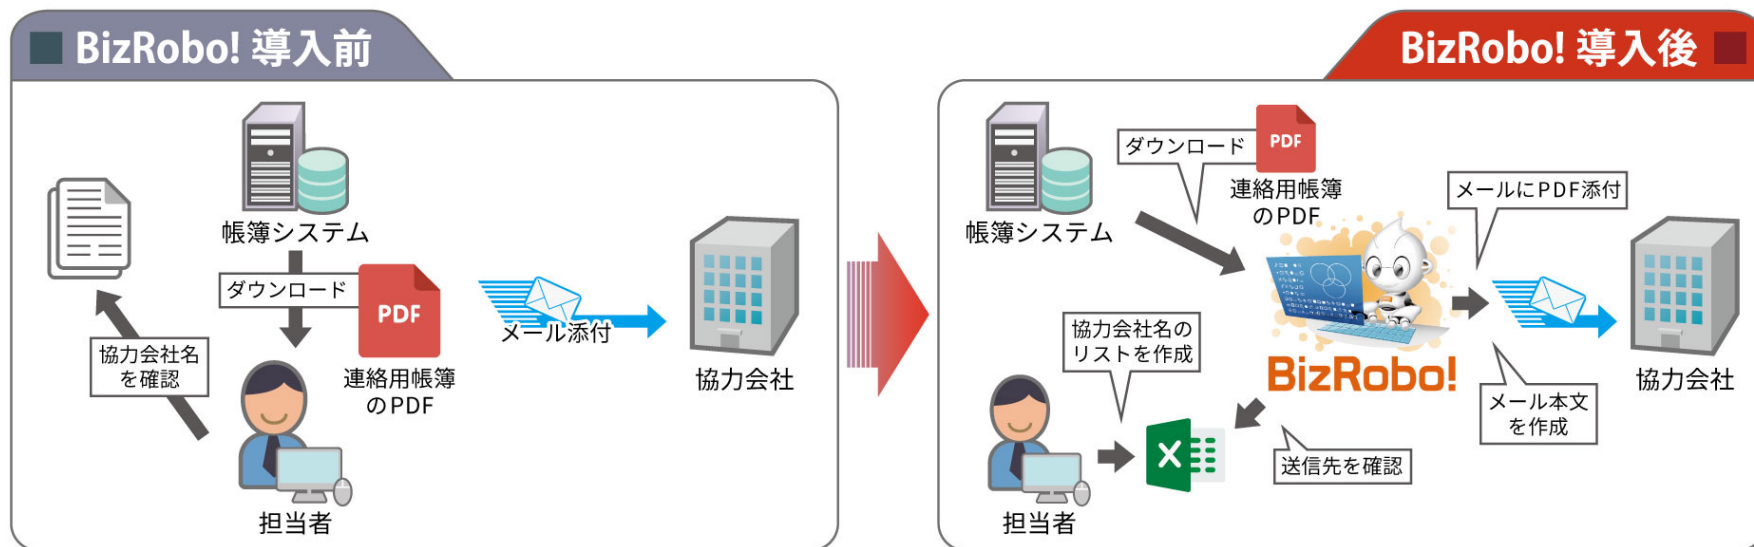 BizRobo! 導入前
帳簿システム
ダウンロード
PDF
連絡用帳簿
のPDF
協力会社名
を確認
担当者
メール添付
協力会社
BizRobo! 導入後
帳簿システム
ダウンロード
PDF
連絡用帳簿
のPDF
メールにPDF添付
BizRobo!
協力会社名の
リストを作成
担当者
X
送信先を確認
メール本文
を作成
協力会社